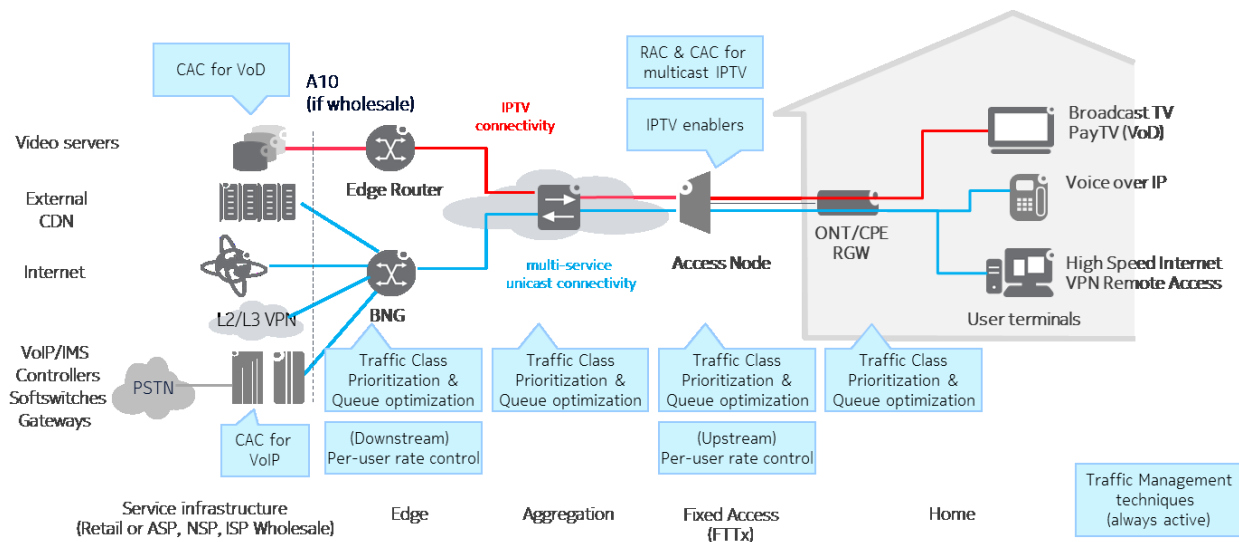 CAC for VoD
A10
(if wholesale)
RAC & CAC for
multicast IPTV
IPTV enablers
IPTV
connectivity
Video servers
Edge Router
Broadcast TV
PayTV (VoD)
External
CDN
Voice over IP
ONT/CPE
RGW
Internet
multi-service
unicast connectivity
Access Node
High Speed Internet
VPN Remote Access
L2/L3 VPN
BNG
User terminals
VoIP/IMS
Controllers
Softswitches
Gateways
PSTN
Traffic Class
Prioritization &
Queue optimization
Traffic Class
Prioritization &
Queue optimization
Traffic Class
Prioritization &
Queue optimization
Traffic Class
Prioritization &
Queue optimization
CAC for
VoIP
(Downstream)
Per-user rate control
(Upstream)
Per-user rate control
Traffic Management
techniques
(always active)
Service infrastructure
(Retail or ASP, NSP, ISP Wholesale)
Edge
Aggregation
Fixed Access
(FTTx)
Home